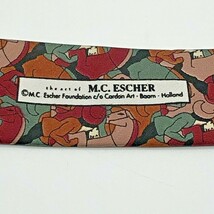 the art of M.C. ESCHER
©M.C. Escher Foundation c/o Cordon Art - Baarn - Holland